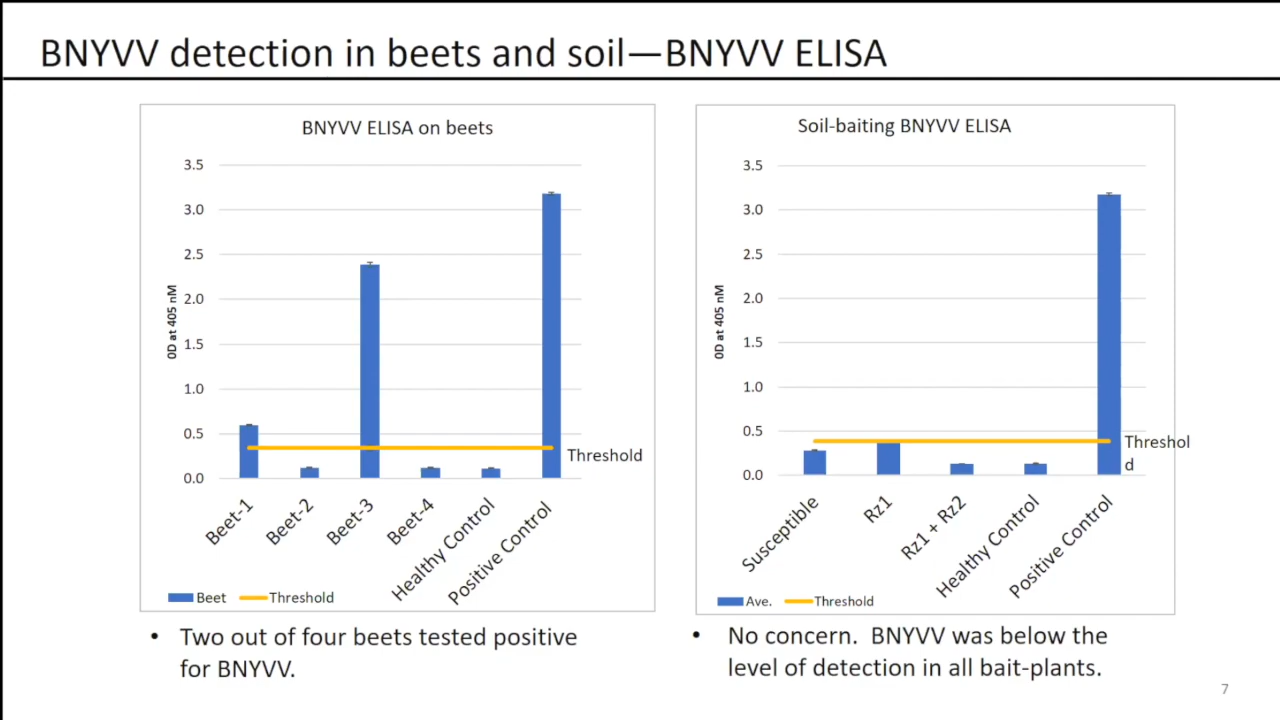 BNYVV detection in beets and soil—BNYVV ELISA
BNYVV ELISA on beets
3.5
3.0
2.5
2.0
1.5
1.0
0.5
0.0
0D at 405 nM
Threshold
Beet-1
Beet-2
Beet-3
Beet-4
Healthy Control
Positive Control
Beet
Threshold
Soil-baiting BNYVV ELISA
3.5
3.0
2.5
2.0
1.5
1.0
0.5
0.0
0D at 405 nM
Threshol
d
Susceptible
Rz1
Rz1 + Rz2
Healthy Control
Positive Control
Ave.
Threshold
• Two out of four beets tested positive
for BNYVV.
• No concern. BNYVV was below the
level of detection in all bait-plants.
7